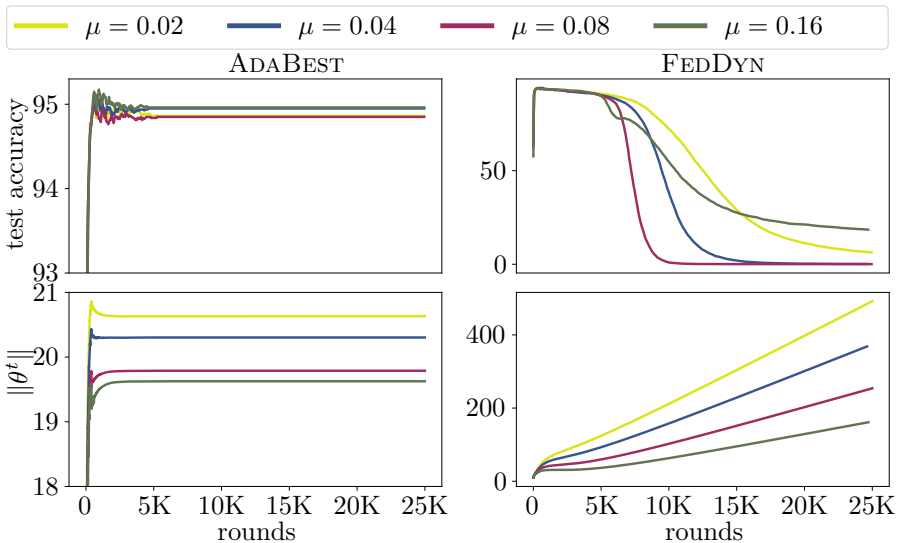 μ = 0.02 μ = 0.04 μ = 0.08 μ = 0.16
ADABEST FEDDYN
test accuracy
95
94
93
50
0
||θ^t||
21
20
19
18
400
200
0
0 5K 10K 15K 20K 25K
0 5K 10K 15K 20K 25K
rounds rounds